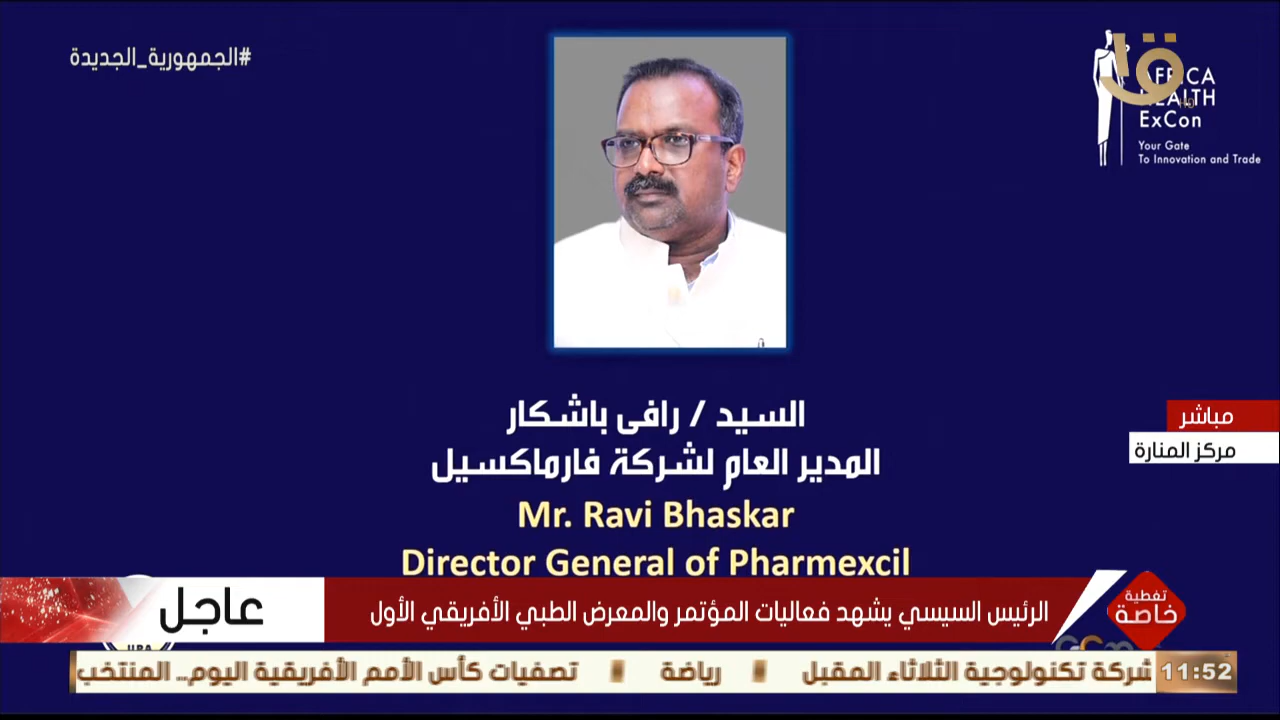 #الجمهورية_الجديدة
AFRICA
HEALTH
ExCon
Your Gate
To Innovation and Trade
السيد / رافى باشكار
المدير العام لشركة فارماكسيل
Mr. Ravi Bhaskar
Director General of Pharmexcil
مباشر
مركز المنارة
تغطية
خاصة
الرئيس السيسي يشهد فعاليات المؤتمر والمعرض الطبي الأفريقي الأول
عاجل
11:52
شركة تكنولوجية الثلاثاء المقبل
رياضة
تصفيات كأس الأمم الأفريقية اليوم.. المنتخب